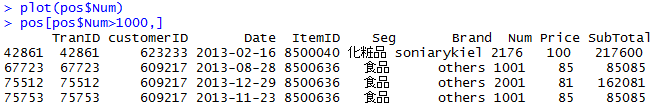 > plot(pos$Num)
> pos[pos$Num>1000,]
TranID customerID Date ItemID Seg Brand Num Price SubTotal
42861 42861 623233 2013-02-16 8500040 化粧品 soniarykiel 2176 100 217600
67723 67723 609217 2013-08-28 8500636 食品 others 1001 85 85085
75512 75512 609217 2013-12-29 8500636 食品 others 2001 81 162081
75753 75753 609217 2013-11-23 8500636 食品 others 1001 85 85085